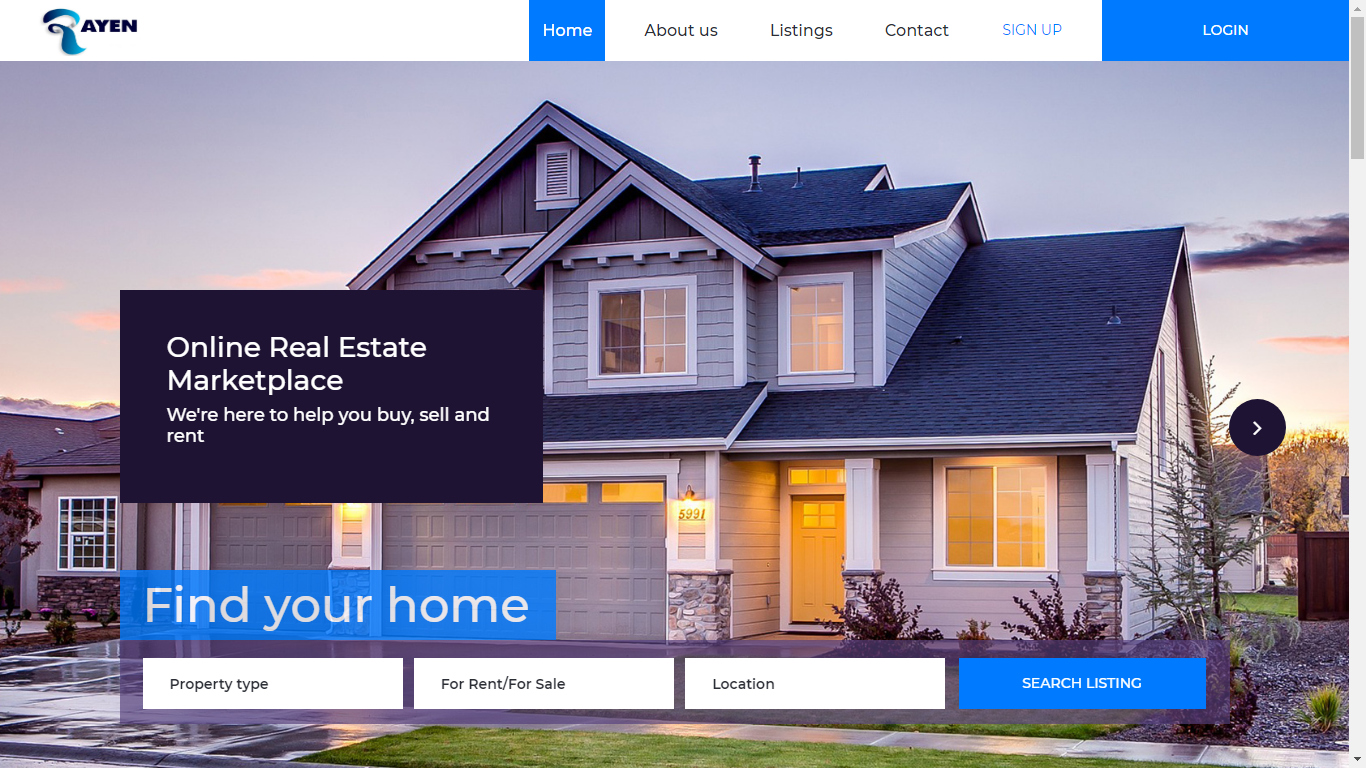 AYEN
Home
About us
Listings
Contact
SIGN UP
LOGIN
Online Real Estate
Marketplace
We're here to help you buy, sell and
rent
5991
Find your home
Property type
For Rent/For Sale
Location
SEARCH LISTING